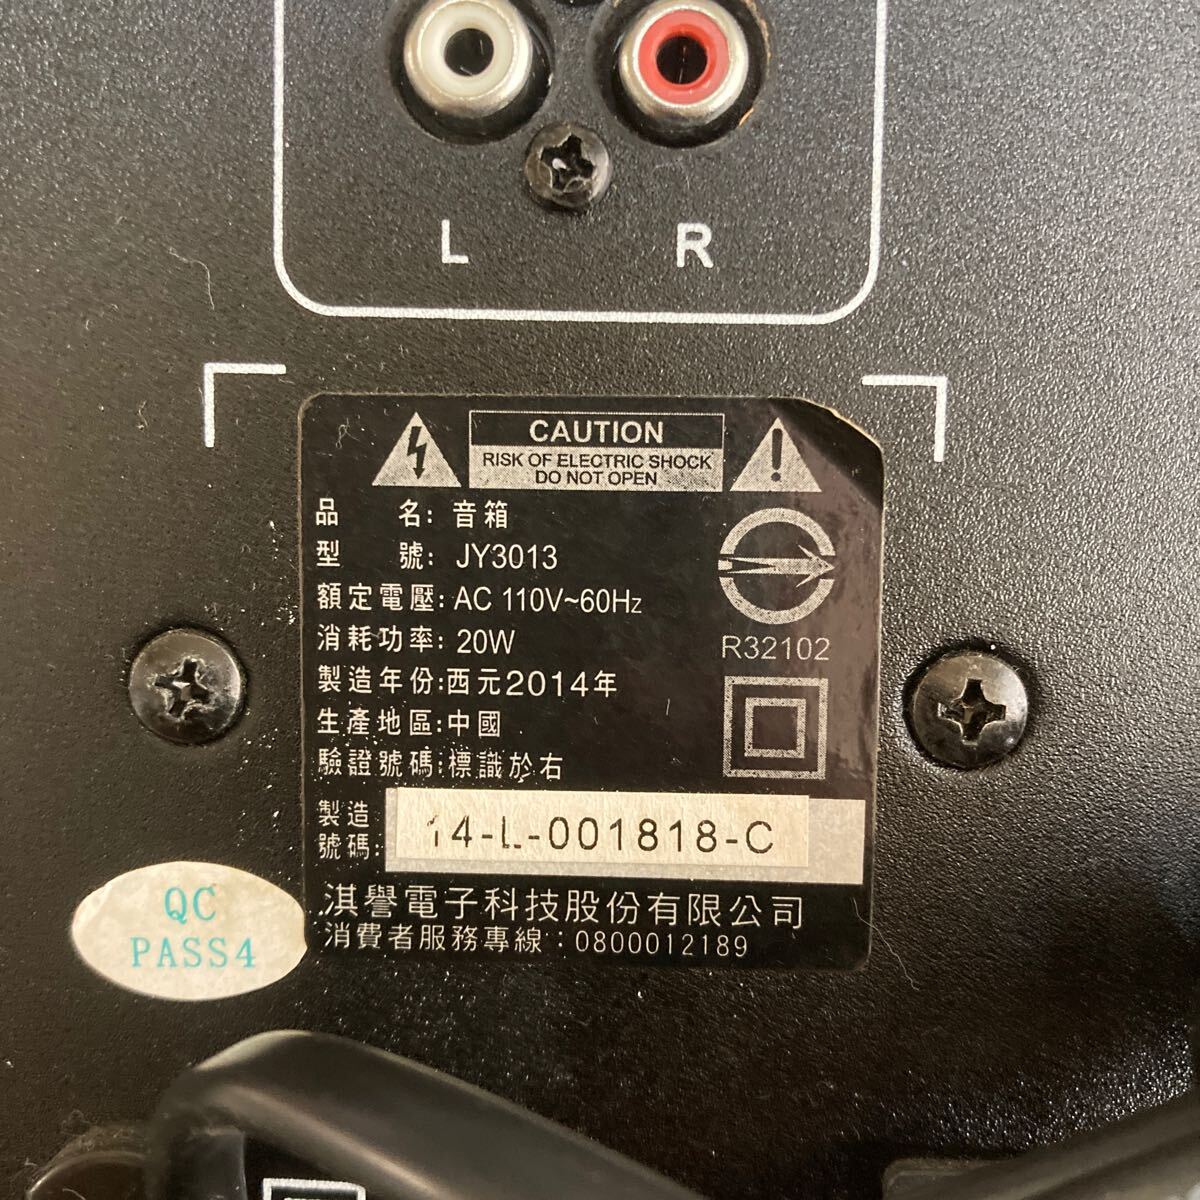 L R
CAUTION
RISK OF ELECTRIC SHOCK
DO NOT OPEN
品 名: 音箱
型 號: JY3013
額定電壓: AC 110V~60Hz
消耗功率: 20W
製造年份:西元2014年
生產地區:中國
驗證號碼:標識於右
R32102
製造
號碼: 14-L-001818-C
淇譽電子科技股份有限公司
消費者服務專線:0800012189
QC
PASS4